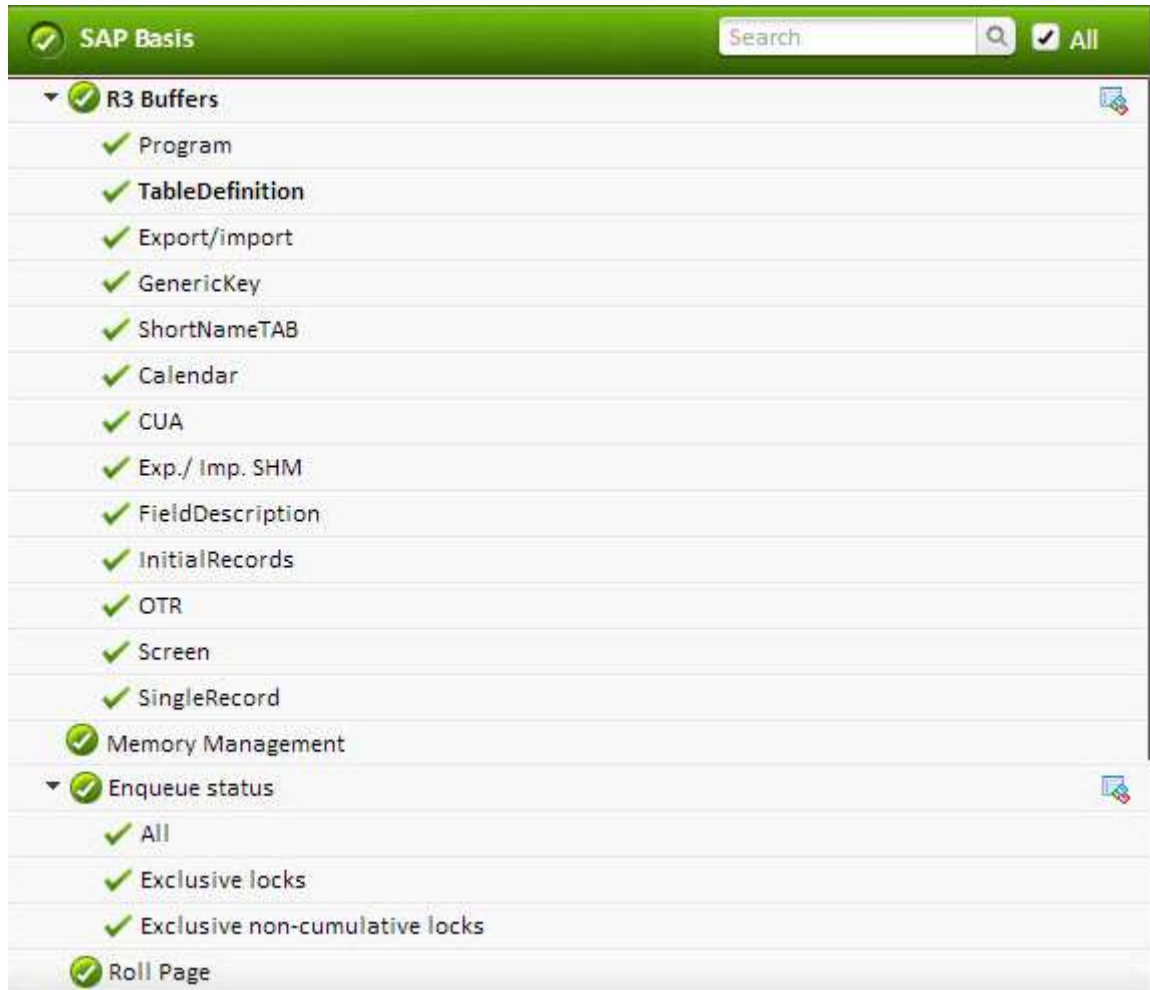 SAP Basis Search All
R3 Buffers
Program
TableDefinition
Export/import
GenericKey
ShortNameTAB
Calendar
CUA
Exp./ Imp. SHM
FieldDescription
InitialRecords
OTR
Screen
SingleRecord
Memory Management
Enqueue status
All
Exclusive locks
Exclusive non-cumulative locks
Roll Page